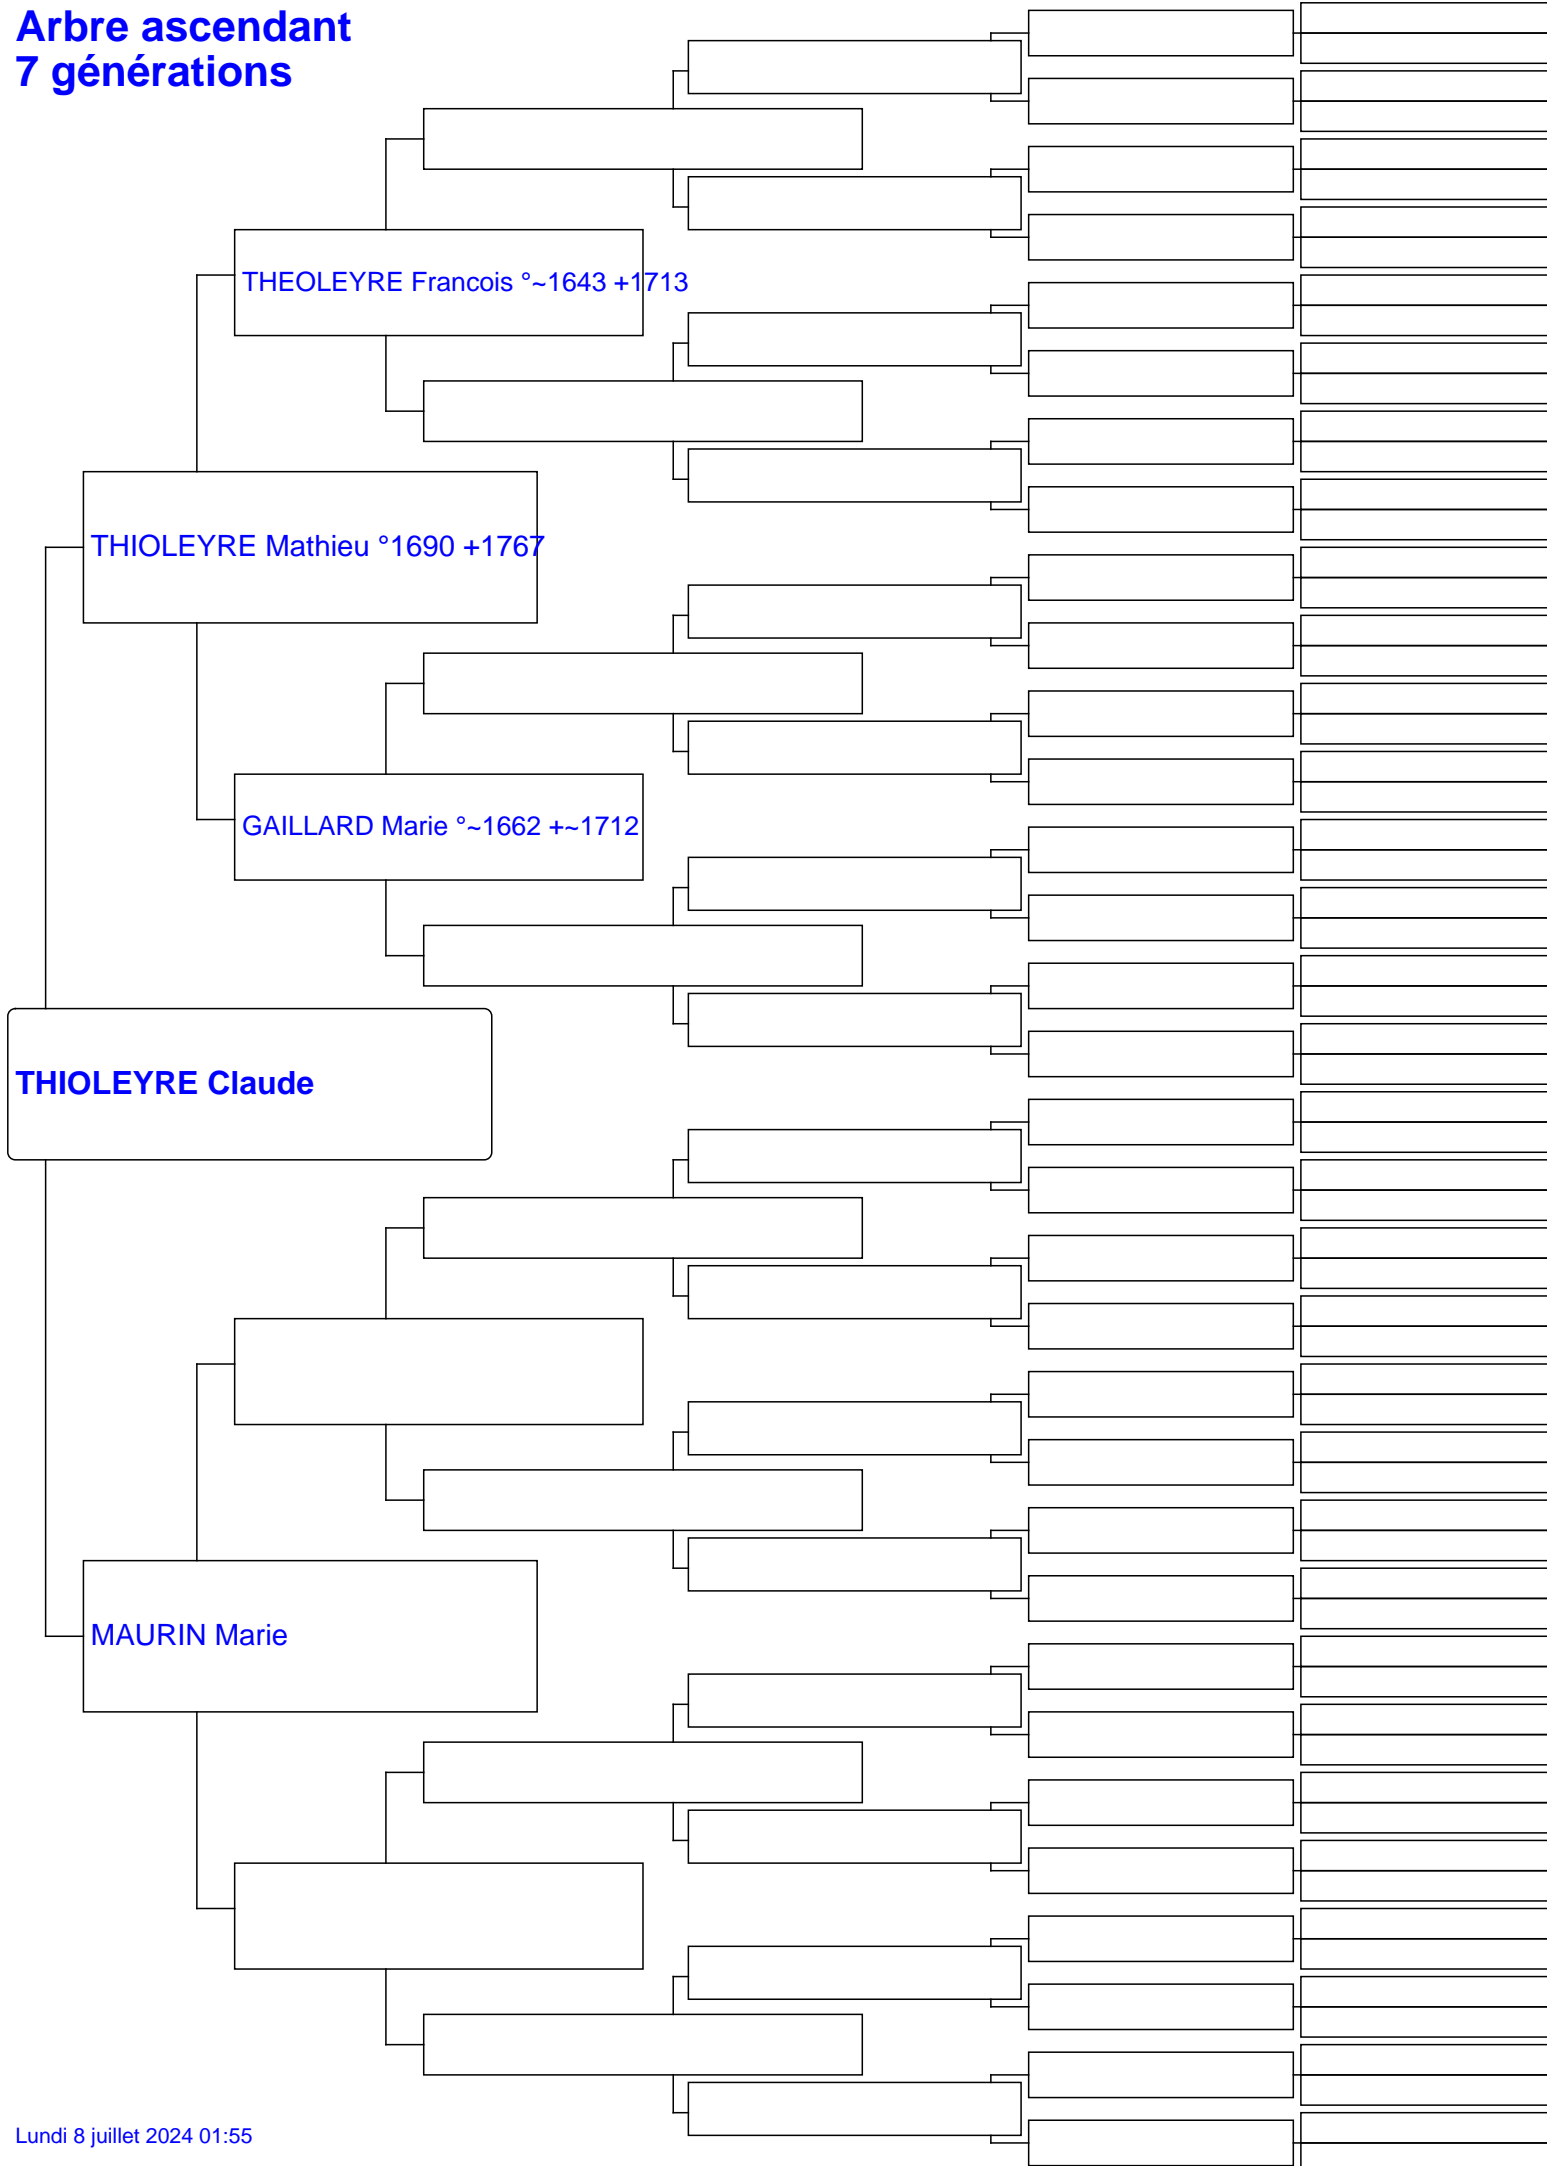 Arbre ascendant
7 générations
THEOLEYRE Francois °~1643 +1713
THIOLEYRE Mathieu °1690 +1767
GAILLARD Marie °~1662 +~1712
THIOLEYRE Claude
MAURIN Marie
Lundi 8 juillet 2024 01:55